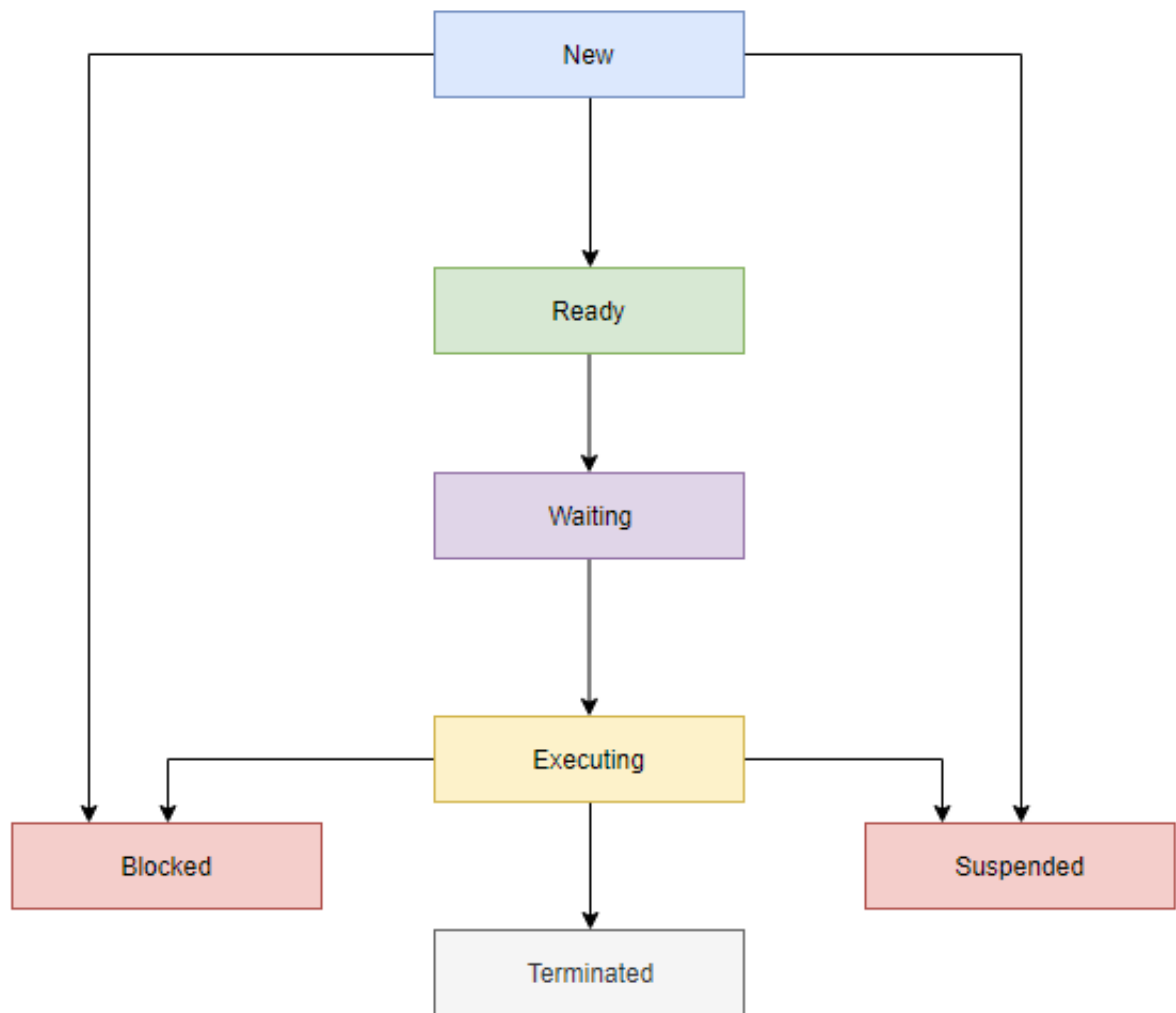 New
Ready
Waiting
Executing
Blocked
Suspended
Terminated